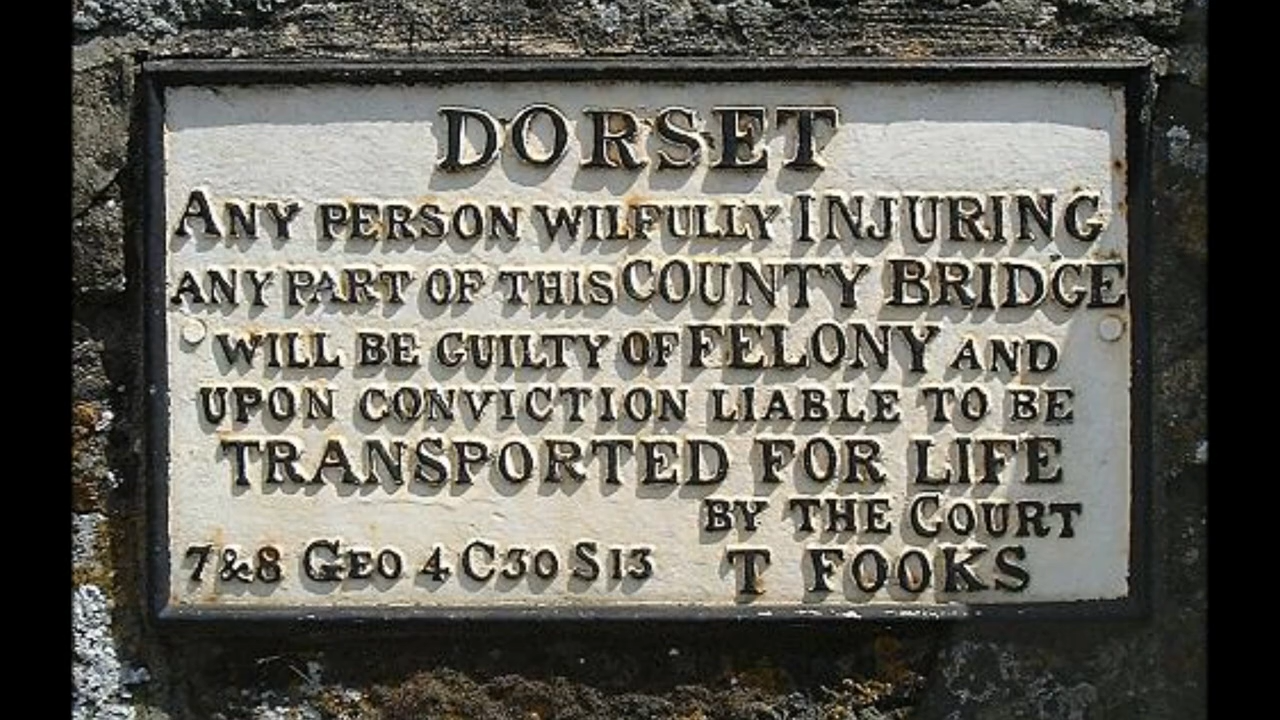 DORSET
ANY PERSON WILFULLY INJURING
ANY PART OF THIS COUNTY BRIDGE
WILL BE GUILTY OF FELONY AND
UPON CONVICTION LIABLE TO BE
TRANSPORTED FOR LIFE
BY THE COURT
7&8 GEO 4 C30 S13 T FOOKS